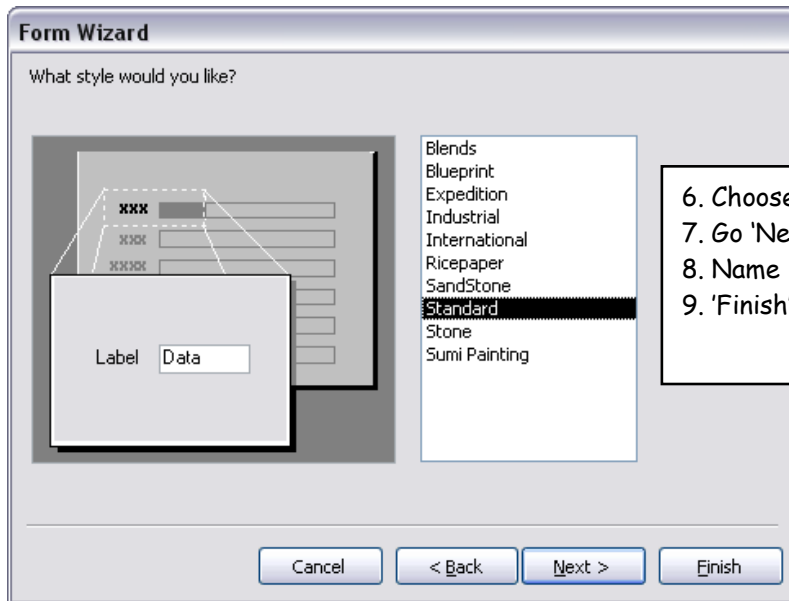 Form Wizard
What style would you like?
xxx
xxx
xxxx
Label Data
Blends
Blueprint
Expedition
Industrial
International
Ricepaper
SandStone
Standard
Stone
Sumi Painting
6. Choose
7. Go 'Ne
8. Name
9. 'Finish'
Cancel
< Back
Next >
Finish